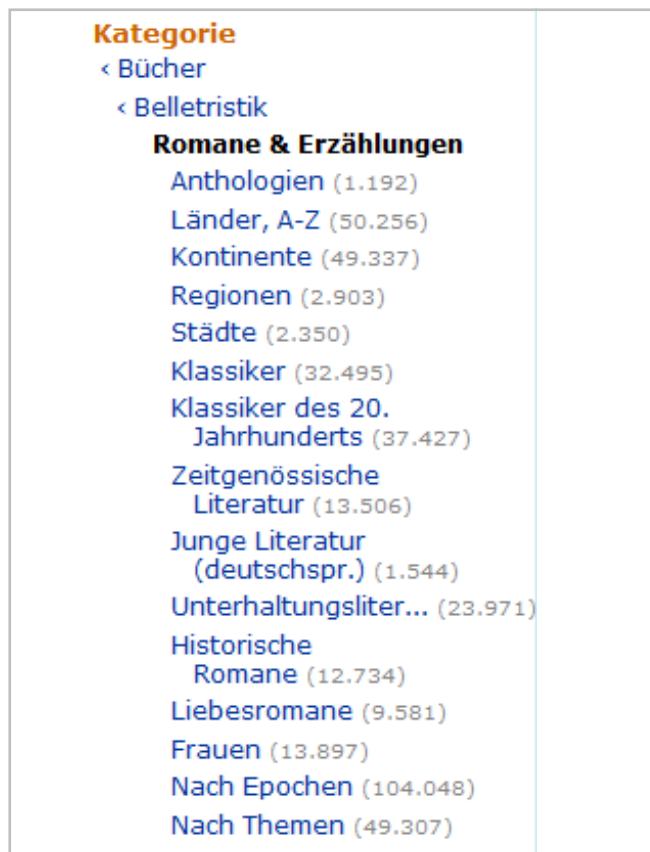 Kategorie
‹ Bücher
‹ Belletristik
Romane & Erzählungen
Anthologien (1.192)
Länder, A-Z (50.256)
Kontinente (49.337)
Regionen (2.903)
Städte (2.350)
Klassiker (32.495)
Klassiker des 20.
Jahrhunderts (37.427)
Zeitgenössische
Literatur (13.506)
Junge Literatur
(deutschspr.) (1.544)
Unterhaltungsliter... (23.971)
Historische
Romane (12.734)
Liebesromane (9.581)
Frauen (13.897)
Nach Epochen (104.048)
Nach Themen (49.307)